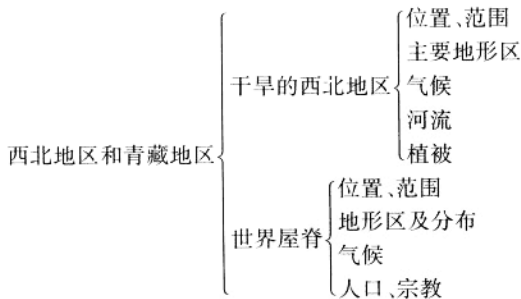 西北地区和青藏地区
干旱的西北地区
位置、范围
主要地形区
气候
河流
植被
世界屋脊
位置、范围
地形区及分布
气候
人口、宗教